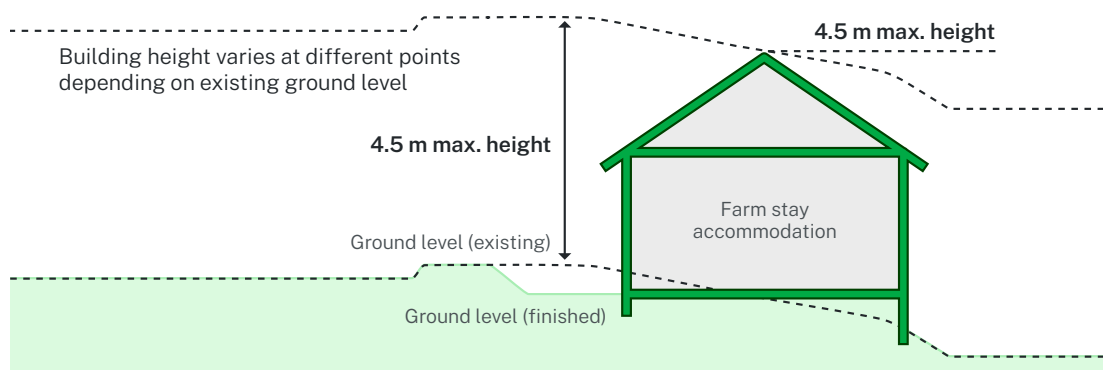 4.5 m max. height
Building height varies at different points
depending on existing ground level
4.5 m max. height
Farm stay
accommodation
Ground level (existing)
Ground level (finished)